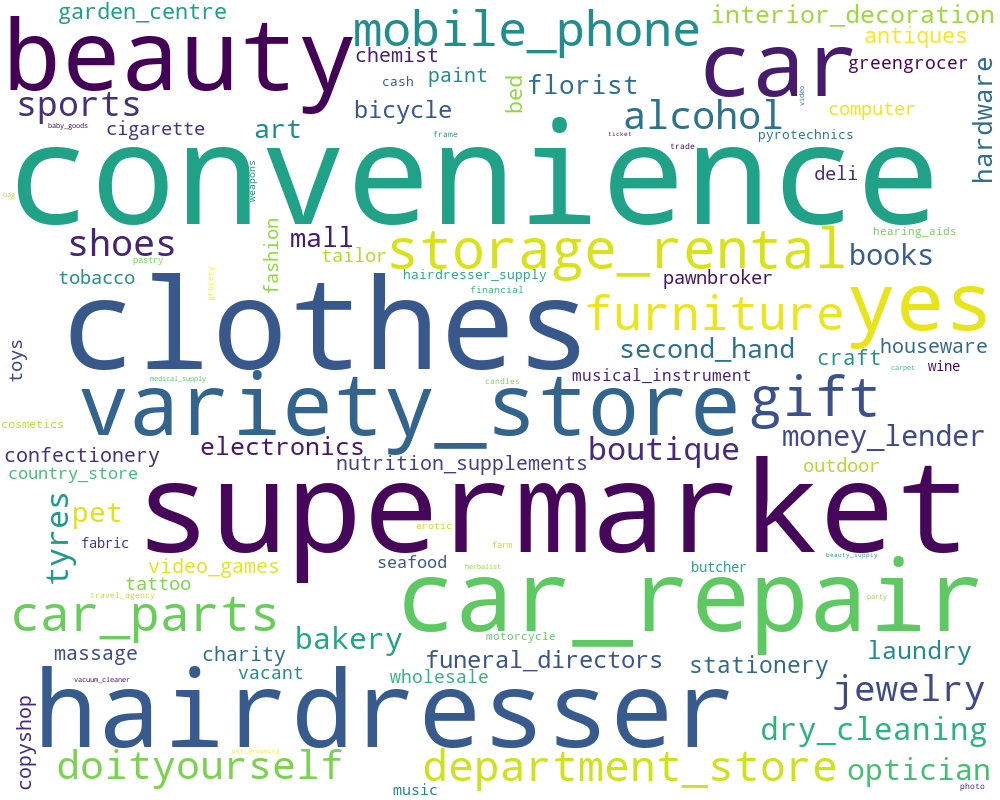 garden_centre
beauty
mobile_phone
interior_decoration
car
antiques
chemist
greengrocer
cash
paint
bed
florist
hardware
video
sports
bicycle
alcohol
computer
baby_goods
cigarette
art
frame
ticket
pyrotechnics
trade
convenience
weapons
deli
bag
shoes
fashion
mall
storage_rental
hearing_aids
pastry
tailor
books
tobacco
grocery
hairdresser_supply
pawnbroker
financial
clothes
furniture
yes
toys
second_hand
houseware
craft
wine
carpet
medical_supply
variety_store
candles
musical_instrument
gift
cosmetics
money_lender
electronics
boutique
confectionery
nutrition_supplements
outdoor
country_store
supermarket
tyres
pet
erotic
fabric
farm
seafood
beauty_supply
video_games
herbalist
butcher
tattoo
car_repair
travel_agency
party
car_parts
bakery
motorcycle
massage
charity
funeral_directors
stationery
laundry
vacant
wholesale
vacuum_cleaner
hairdresser
jewelry
copyshop
dry_cleaning
pet_grooming
doityourself
department_store
optician
music
photo